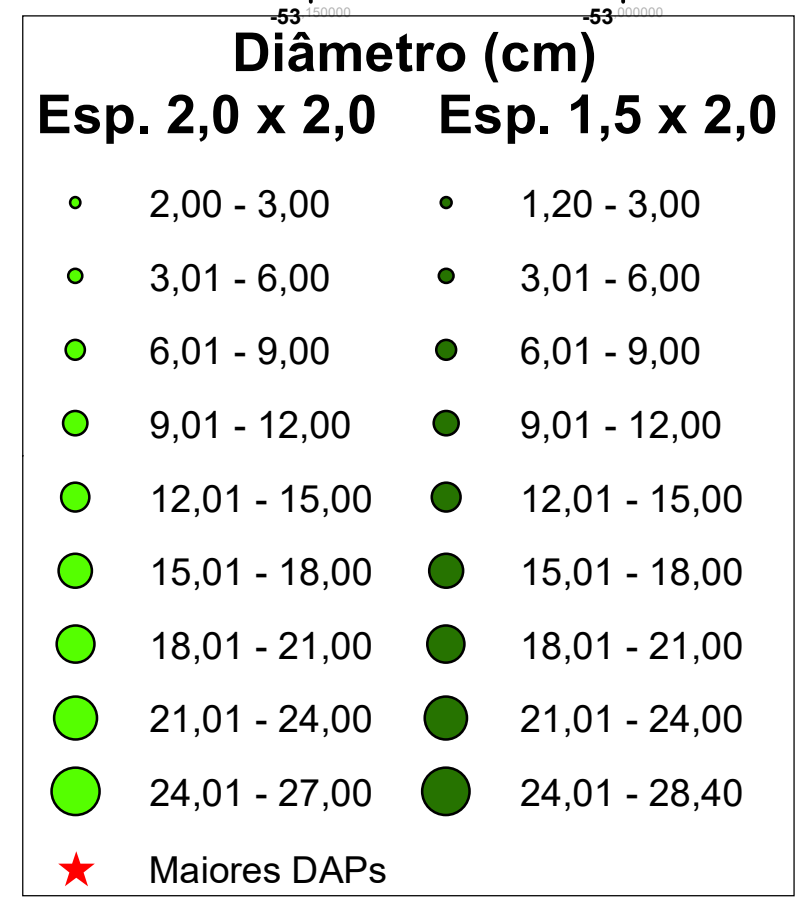 -53,150000 -53,000000
Diâmetro (cm)
Esp. 2,0 x 2,0 Esp. 1,5 x 2,0
2,00 - 3,00 1,20 - 3,00
3,01 - 6,00 3,01 - 6,00
6,01 - 9,00 6,01 - 9,00
9,01 - 12,00 9,01 - 12,00
12,01 - 15,00 12,01 - 15,00
15,01 - 18,00 15,01 - 18,00
18,01 - 21,00 18,01 - 21,00
21,01 - 24,00 21,01 - 24,00
24,01 - 27,00 24,01 - 28,40
Maiores DAPs